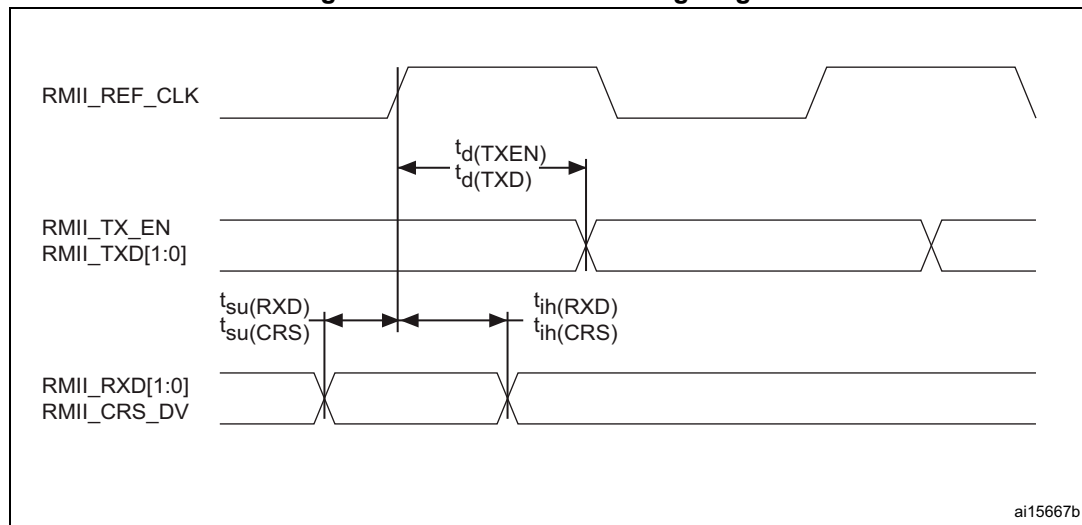 RMII_REF_CLK
td(TXEN)
td(TXD)
RMII_TX_EN
RMII_TXD[1:0]
tsu(RXD)
tsu(CRS)
tih(RXD)
tih(CRS)
RMII_RXD[1:0]
RMII_CRS_DV
ai15667b